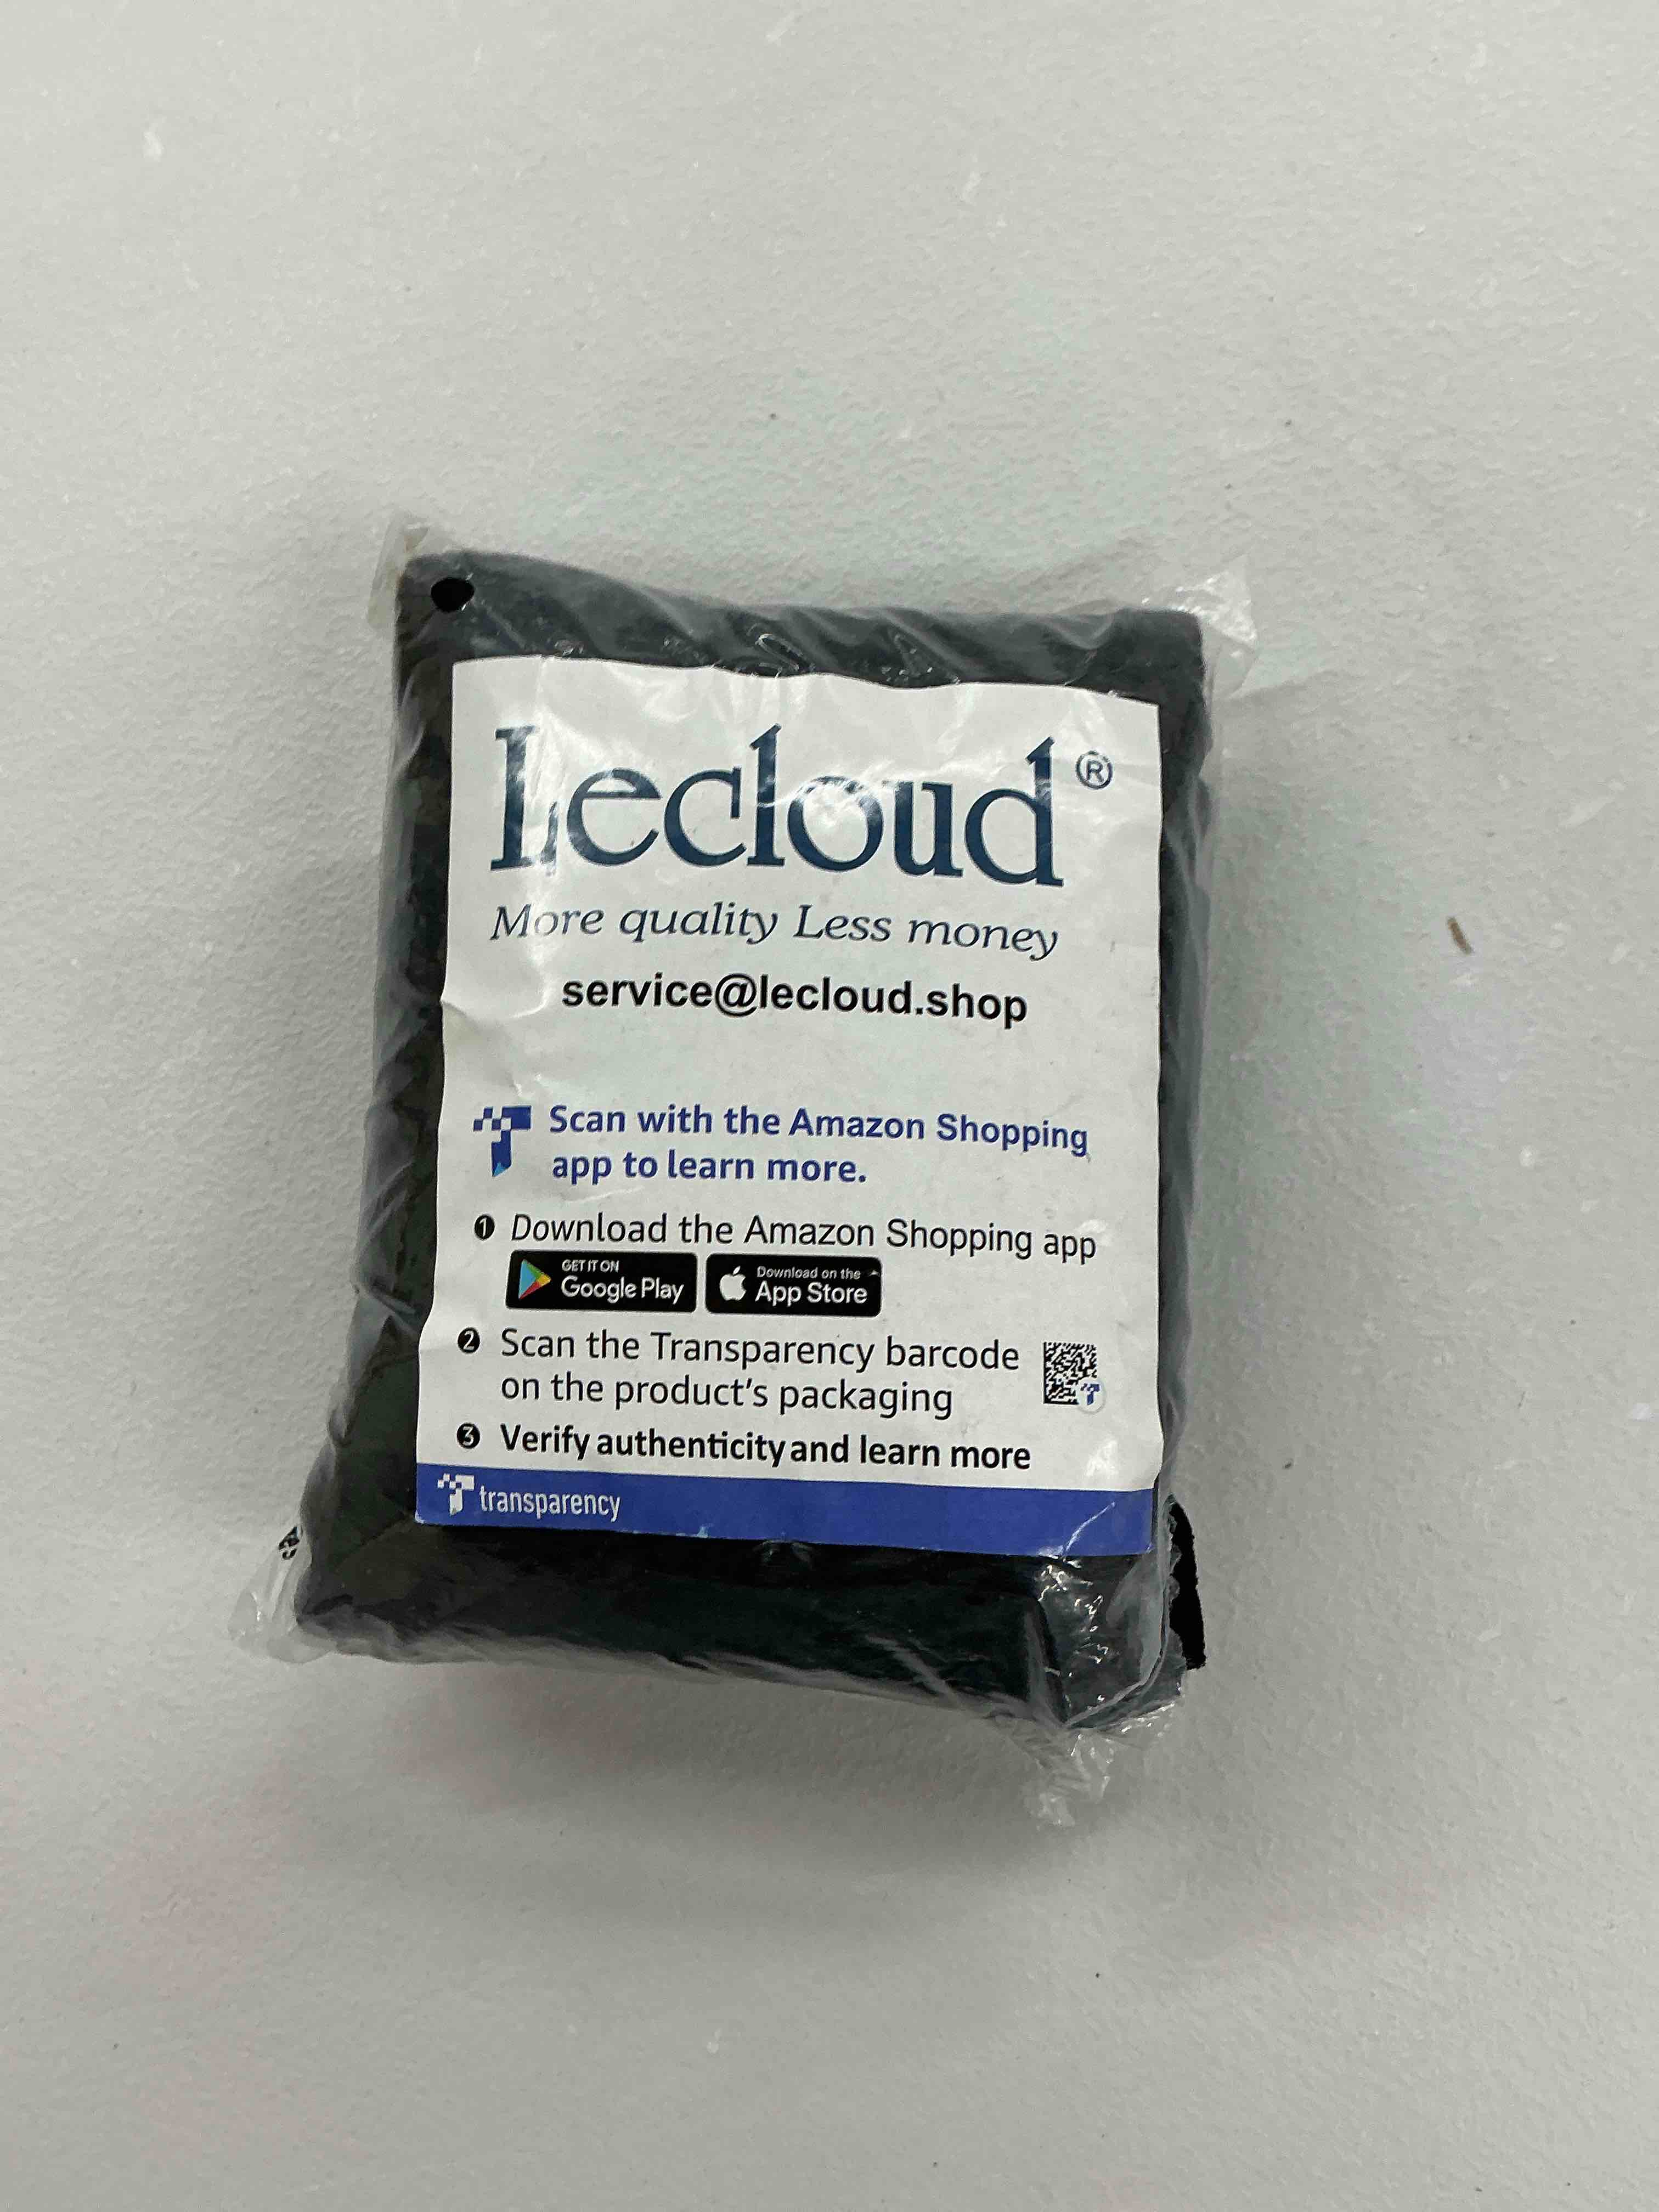 Lecloud®
More quality Less money
service@lecloud.shop
Scan with the Amazon Shopping
app to learn more.
❶ Download the Amazon Shopping app
GET IT ON
Google Play
Download on the
App Store
❷ Scan the Transparency barcode
on the product's packaging
❸ Verify authenticity and learn more
transparency